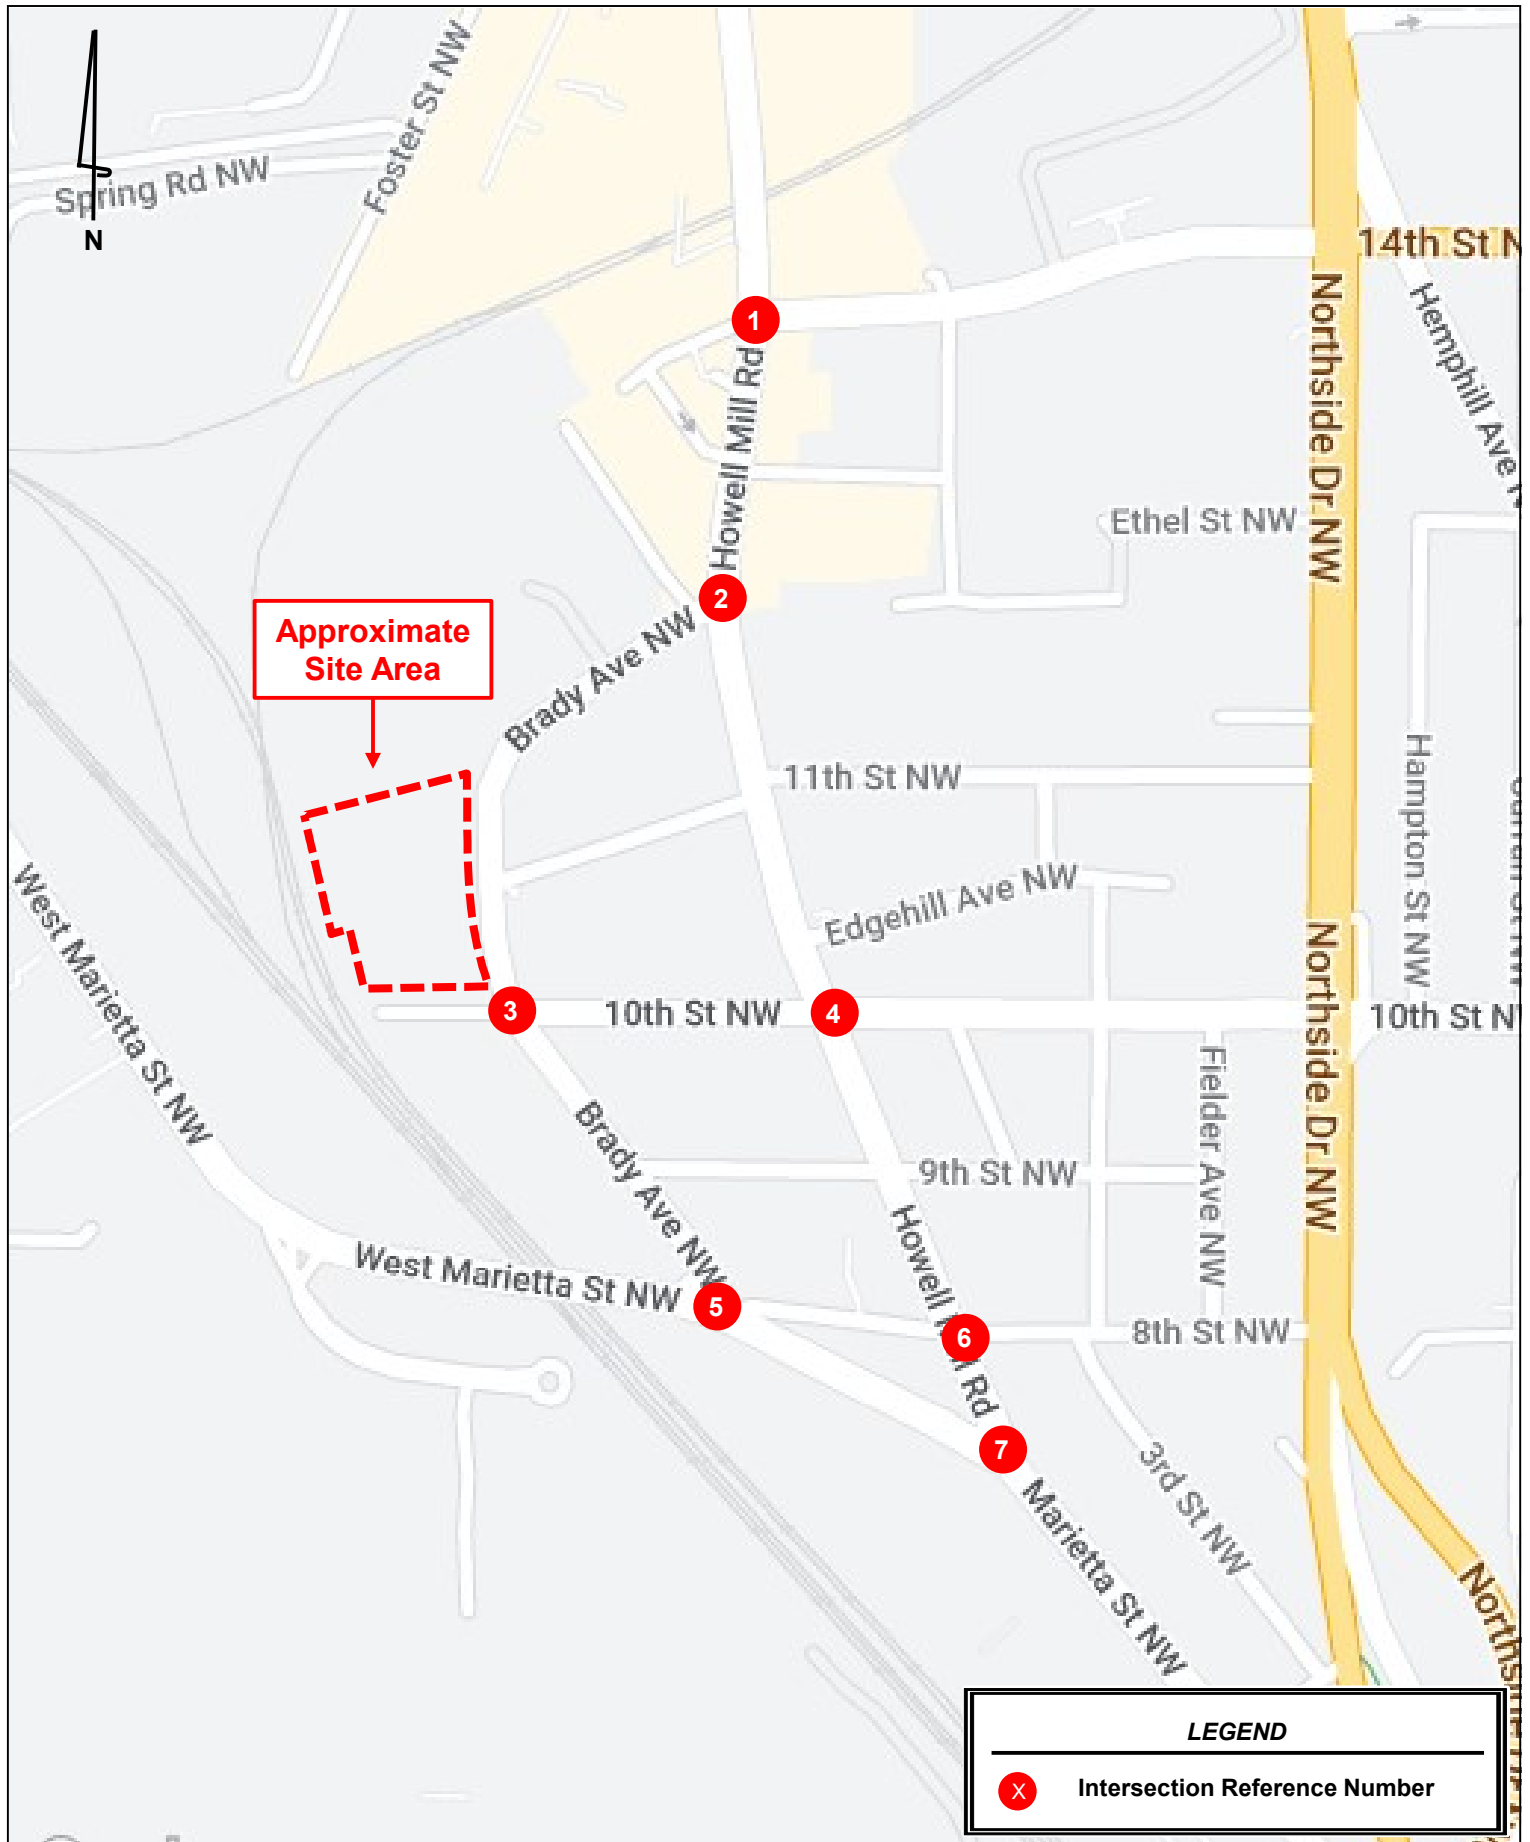 Foster St NW
Spring Rd NW
N
14th St N
Northside Dr NW
Hemphill Ave N
1
Howell Mill Rd
Ethel St NW
2
Approximate
Site Area
Brady Ave NW
11th St NW
Hampton St NW
Edgehill Ave NW
West Marietta St NW
Northside Dr NW
3
10th St NW
4
10th St N
Fielder Ave NW
Brady Ave NW
9th St NW
Howell Mill Rd
West Marietta St NW
5
6
8th St NW
7
3rd St NW
Marietta St NW
LEGEND
X Intersection Reference Number